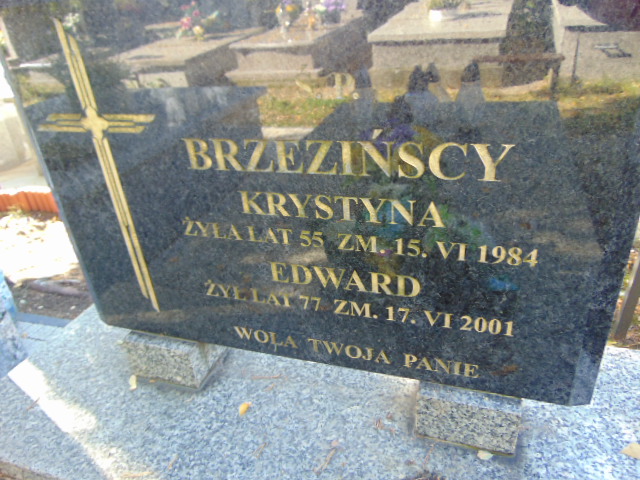 Ś. P.
BRZEZIŃSCY
KRYSTYNA
ŻYŁA LAT 55 ZM. 15. VI 1984
EDWARD
ŻYŁ LAT 77 ZM. 17. VI 2001
WOLA TWOJA PANIE